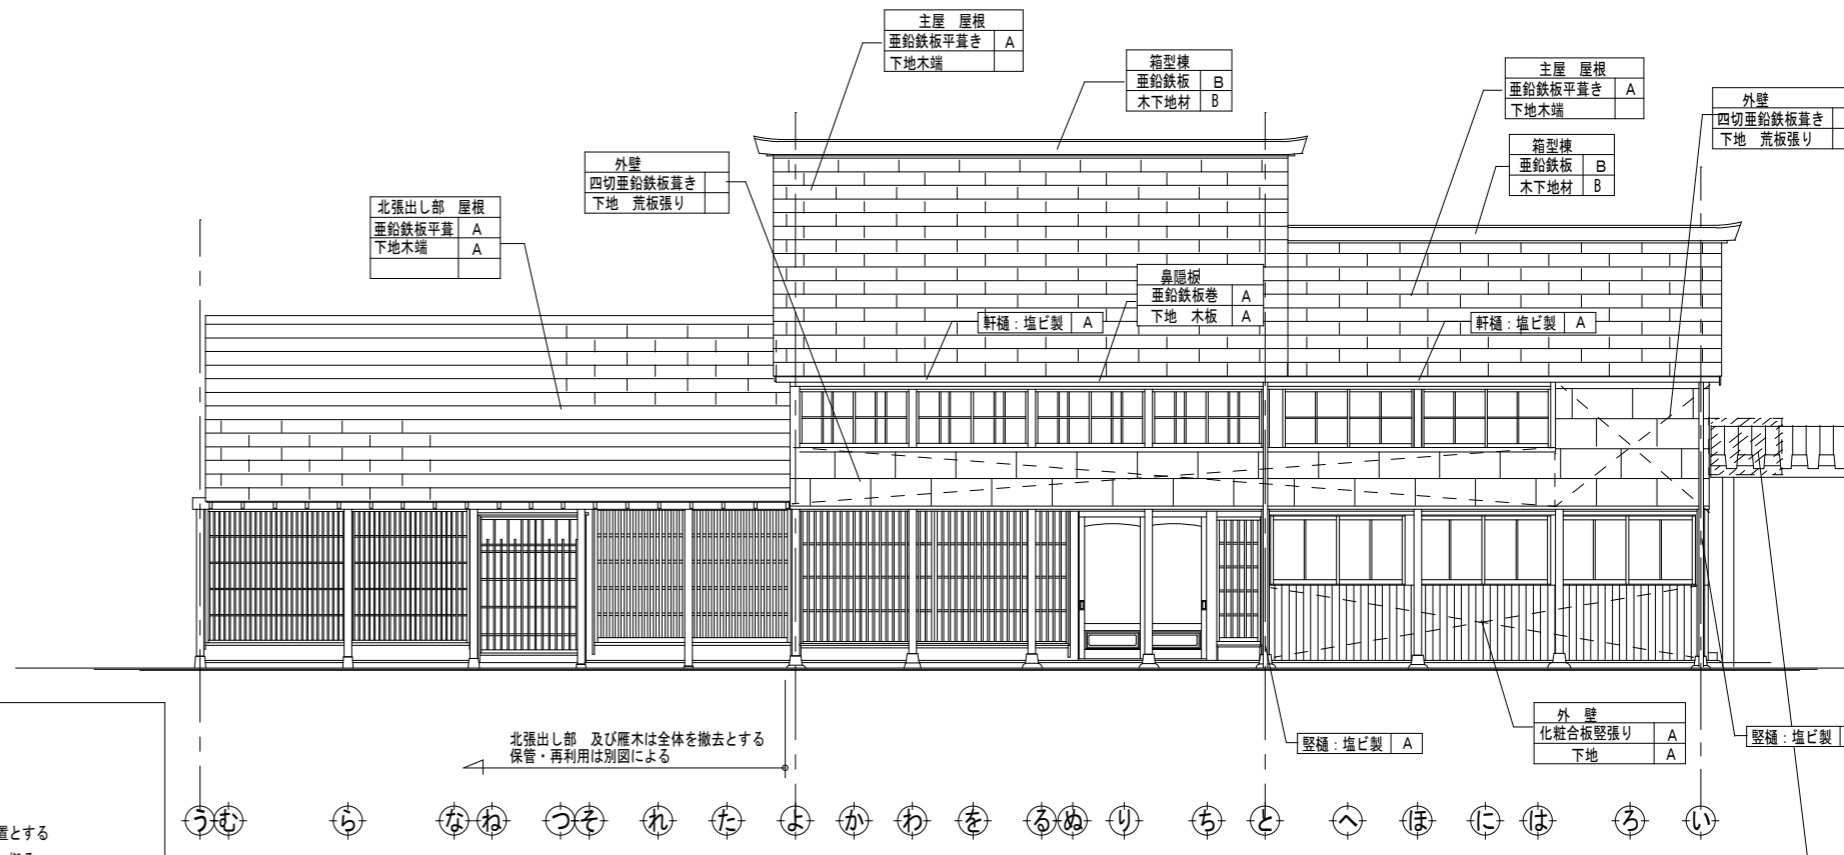 主屋　屋根
亜鉛鉄板平葺き A
下地木端
箱型棟
亜鉛鉄板 B
木下地材 B
主屋　屋根
亜鉛鉄板平葺き A
下地木端
外壁
四切亜鉛鉄板葺き
下地　荒板張り
箱型棟
亜鉛鉄板 B
木下地材 B
外壁
四切亜鉛鉄板葺き
下地　荒板張り
北張出し部　屋根
亜鉛鉄板平葺 A
下地木端 A
鼻隠板
亜鉛鉄板巻 A
下地　木板 A
軒樋：塩ビ製 A
軒樋：塩ビ製 A
北張出し部　及び雁木は全体を撤去とする
保管・再利用は別図による
外　壁
化粧合板竪張り A
下地 A
竪樋：塩ビ製 A
竪樋：塩ビ製
う む ら な ね つ そ れ た よ か わ を る ぬ り ち と へ ほ に は ろ い
置とする